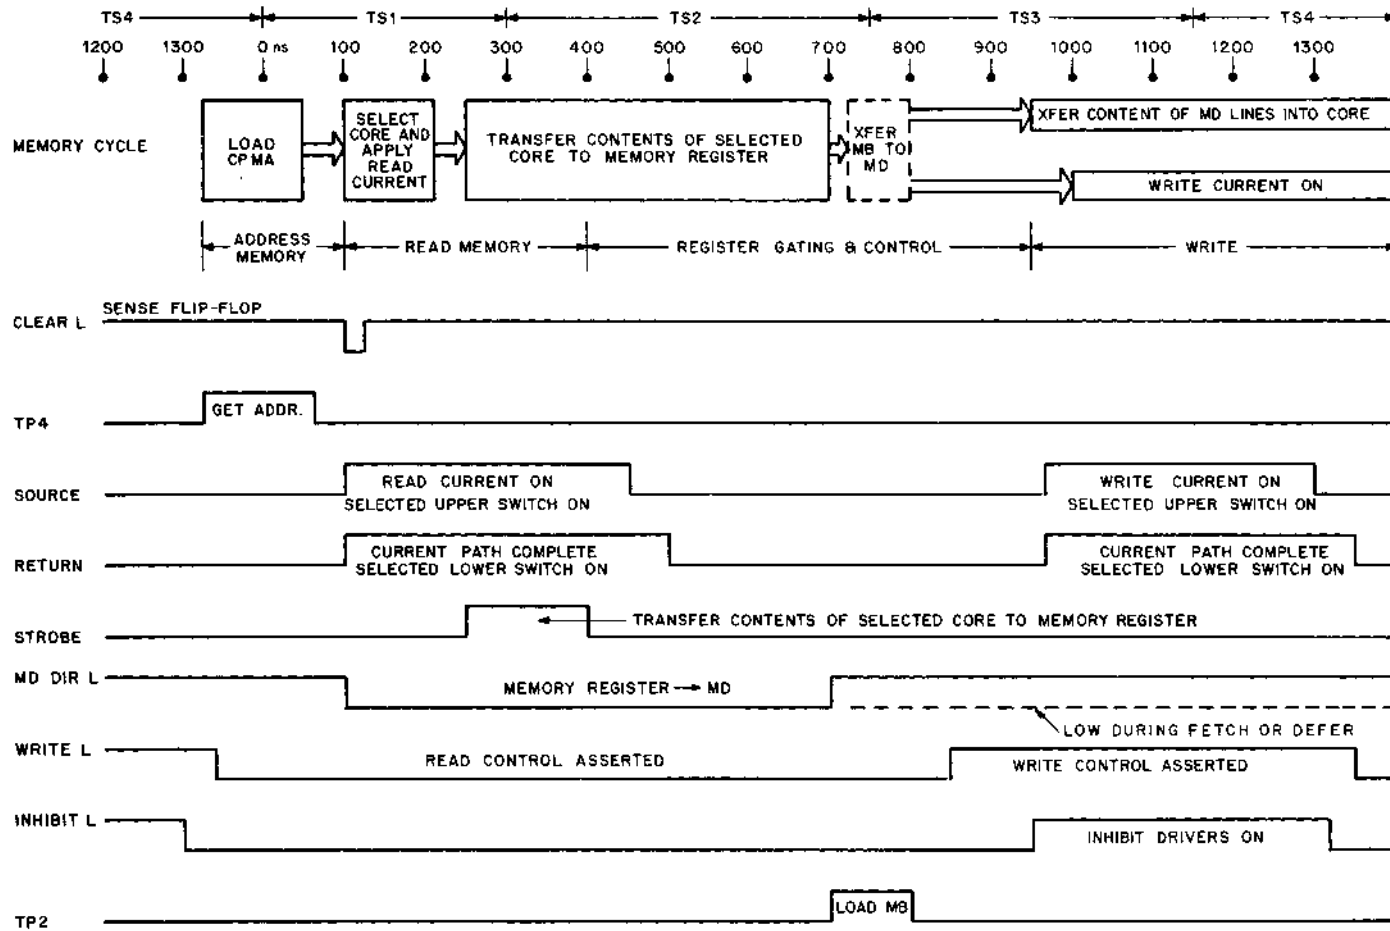 TS4 TS1 TS2 TS3 TS4
1200 1300 0 ns 100 200 300 400 500 600 700 800 900 1000 1100 1200 1300
MEMORY CYCLE
LOAD
CPMA
SELECT
CORE AND
APPLY
READ
CURRENT
TRANSFER CONTENTS OF SELECTED
CORE TO MEMORY REGISTER
XFER
MB TO
MD
XFER CONTENT OF MD LINES INTO CORE
WRITE CURRENT ON
ADDRESS
MEMORY
READ MEMORY
REGISTER GATING & CONTROL
WRITE
SENSE FLIP-FLOP
CLEAR L
GET ADDR.
TP4
SOURCE
READ CURRENT ON
SELECTED UPPER SWITCH ON
WRITE CURRENT ON
SELECTED UPPER SWITCH ON
RETURN
CURRENT PATH COMPLETE
SELECTED LOWER SWITCH ON
CURRENT PATH COMPLETE
SELECTED LOWER SWITCH ON
STROBE
TRANSFER CONTENTS OF SELECTED CORE TO MEMORY REGISTER
MD DIR L
MEMORY REGISTER → MD
LOW DURING FETCH OR DEFER
WRITE L
READ CONTROL ASSERTED
WRITE CONTROL ASSERTED
INHIBIT L
INHIBIT DRIVERS ON
LOAD MB
TP2